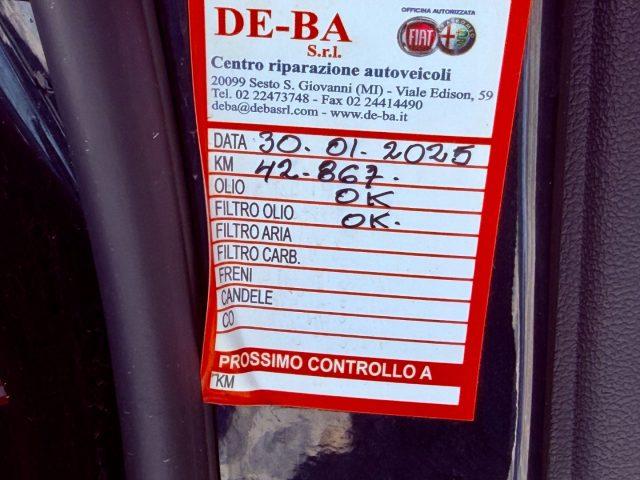 DE-BA
S.r.l.
OFFICINA AUTORIZZATA
FIAT
Centro riparazione autoveicoli
20099 Sesto S. Giovanni (MI) - Viale Edison, 59
Tel. 02 22473748 - Fax 02 24414490
deba@debasrl.com - www.de-ba.it
DATA 30.01.2025
KM 42.867.
OLIO OK
FILTRO OLIO OK.
FILTRO ARIA
FILTRO CARB.
FRENI
CANDELE
CO
PROSSIMO CONTROLLO A
KM